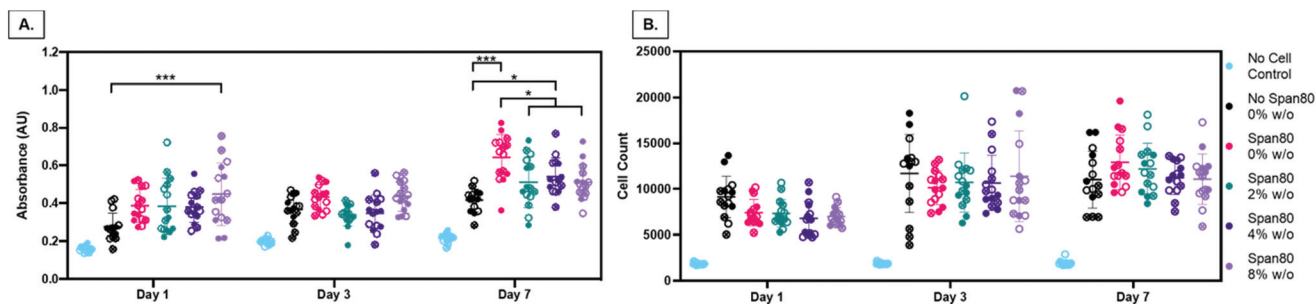 A.
1.2
1.0
0.8
0.6
0.4
0.2
0.0
Absorbance (AU)
***
***
*
*
Day 1
Day 3
Day 7
B.
25000
20000
15000
10000
5000
0
Cell Count
Day 1
Day 3
Day 7
No Cell
Control
No Span80
0% w/o
Span80
0% w/o
Span80
2% w/o
Span80
4% w/o
Span80
8% w/o